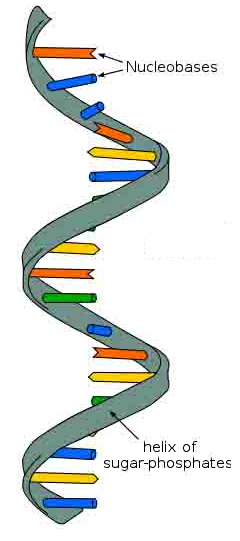 Nucleobases
helix of
sugar-phosphates